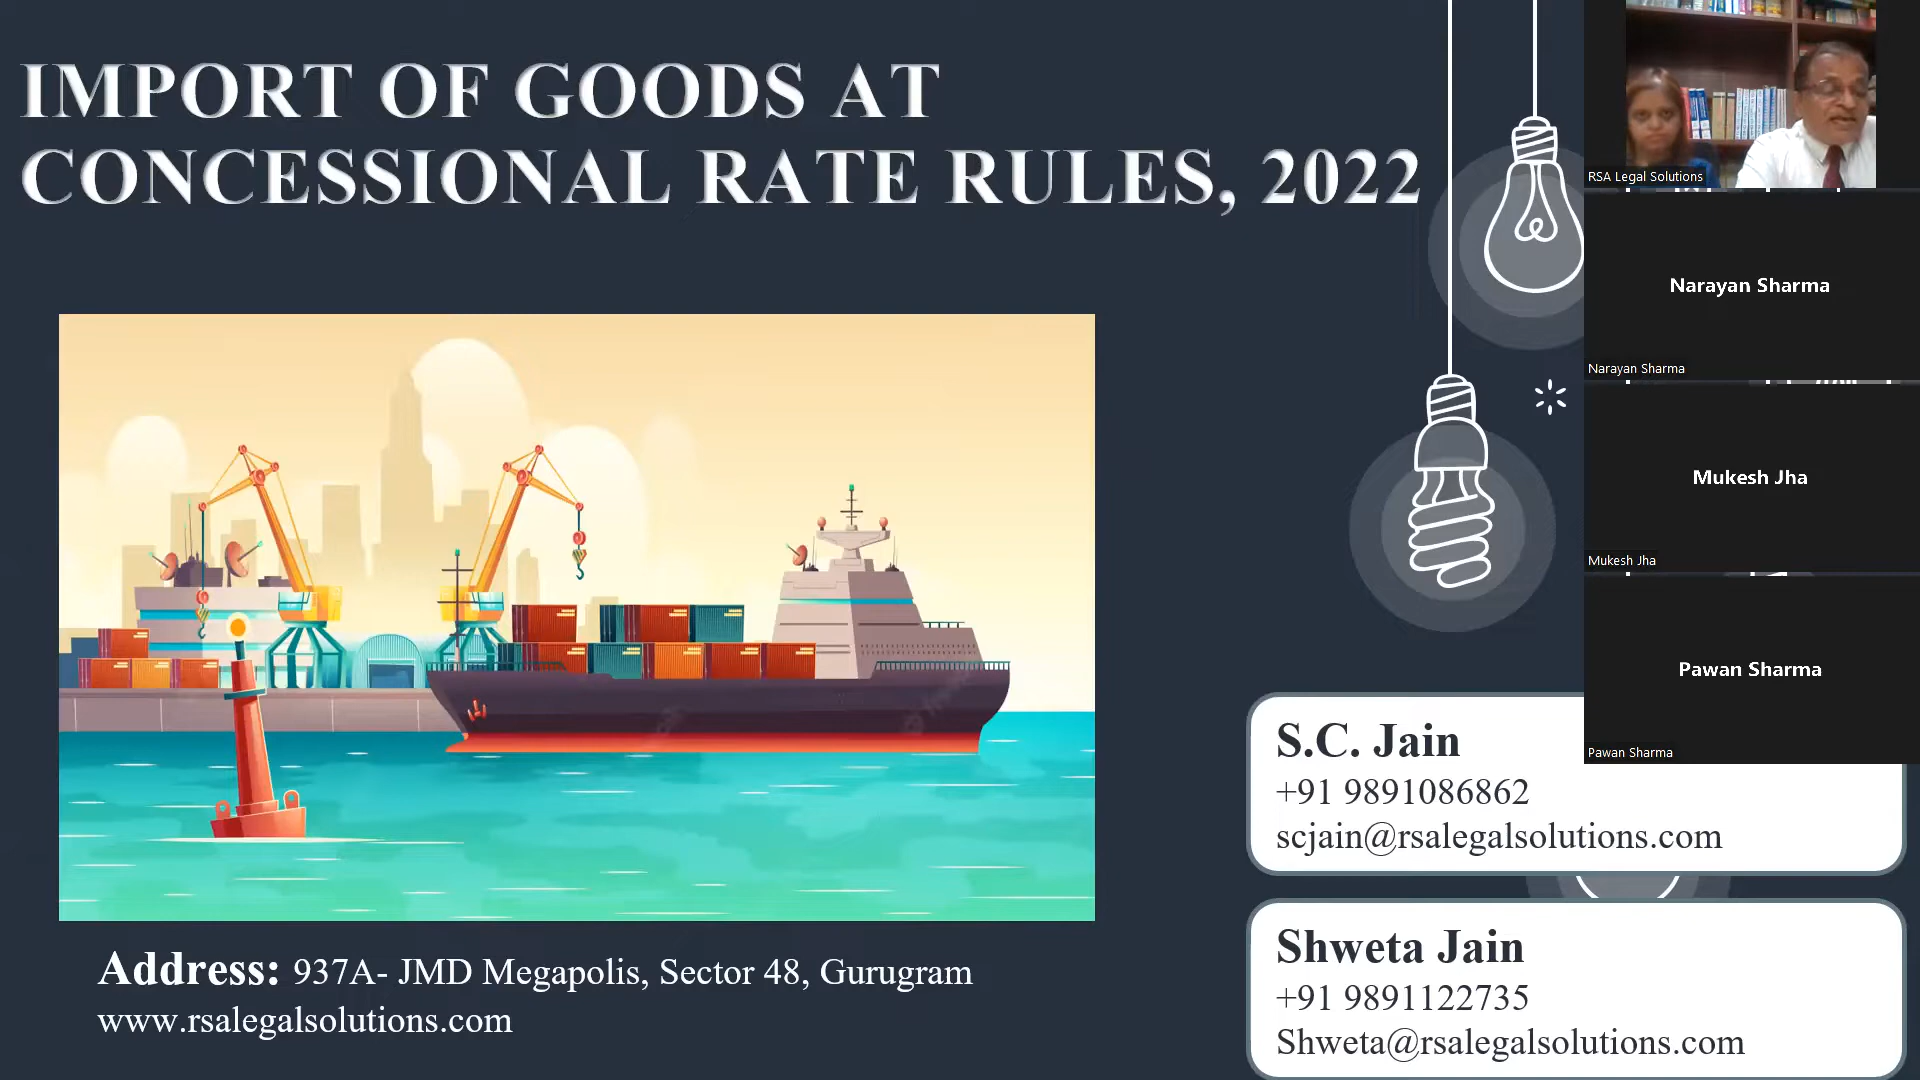 IMPORT OF GOODS AT
CONCESSIONAL RATE RULES, 2022
RSA Legal Solutions
Narayan Sharma
Narayan Sharma
Mukesh Jha
Mukesh Jha
Pawan Sharma
Pawan Sharma
S.C. Jain
+91 9891086862
scjain@rsalegalsolutions.com
Shweta Jain
+91 9891122735
Shweta@rsalegalsolutions.com
Address: 937A- JMD Megapolis, Sector 48, Gurugram
www.rsalegalsolutions.com